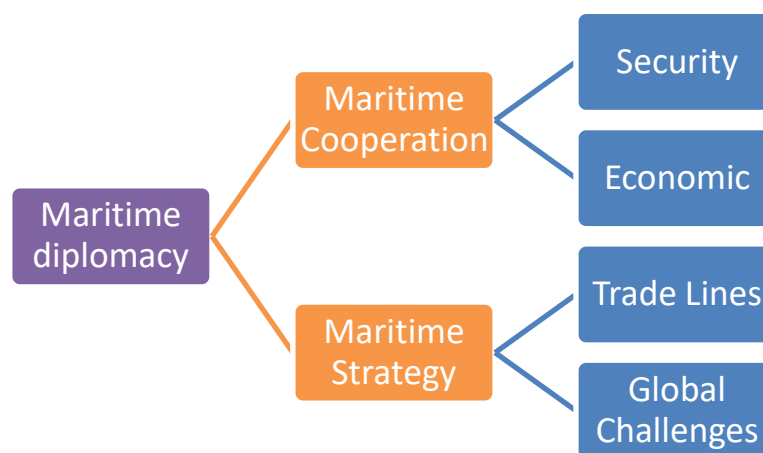 Maritime
diplomacy
Maritime
Cooperation
Security
Economic
Maritime
Strategy
Trade Lines
Global
Challenges